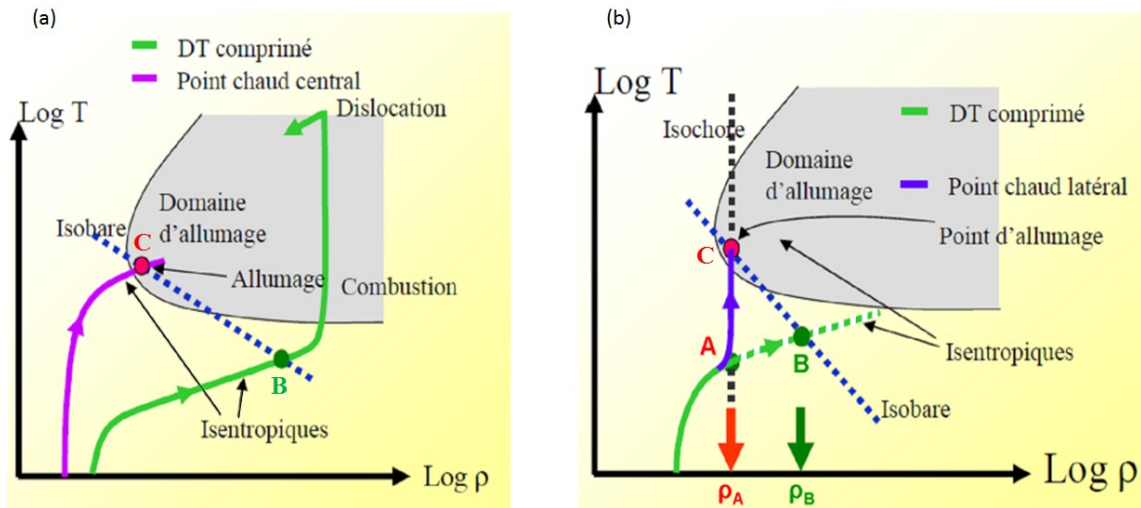 (a)
DT comprimé
Point chaud central
Log T
Dislocation
Domaine
d'allumage
Isobare
C
Allumage
Combustion
B
Isentropiques
Log ρ
(b)
Log T
Isochore
DT comprimé
Domaine
d'allumage
Point chaud latéral
C
Point d'allumage
A
B
Isentropiques
Isobare
Log ρ
ρA
ρB